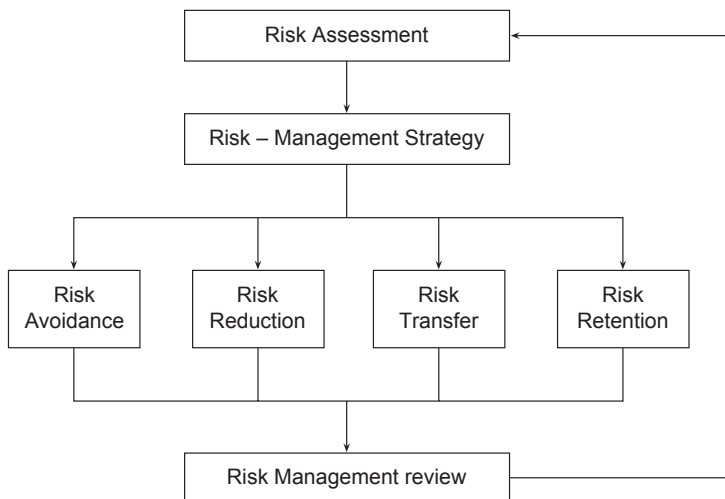 Risk Assessment
Risk – Management Strategy
Risk
Avoidance
Risk
Reduction
Risk
Transfer
Risk
Retention
Risk Management review